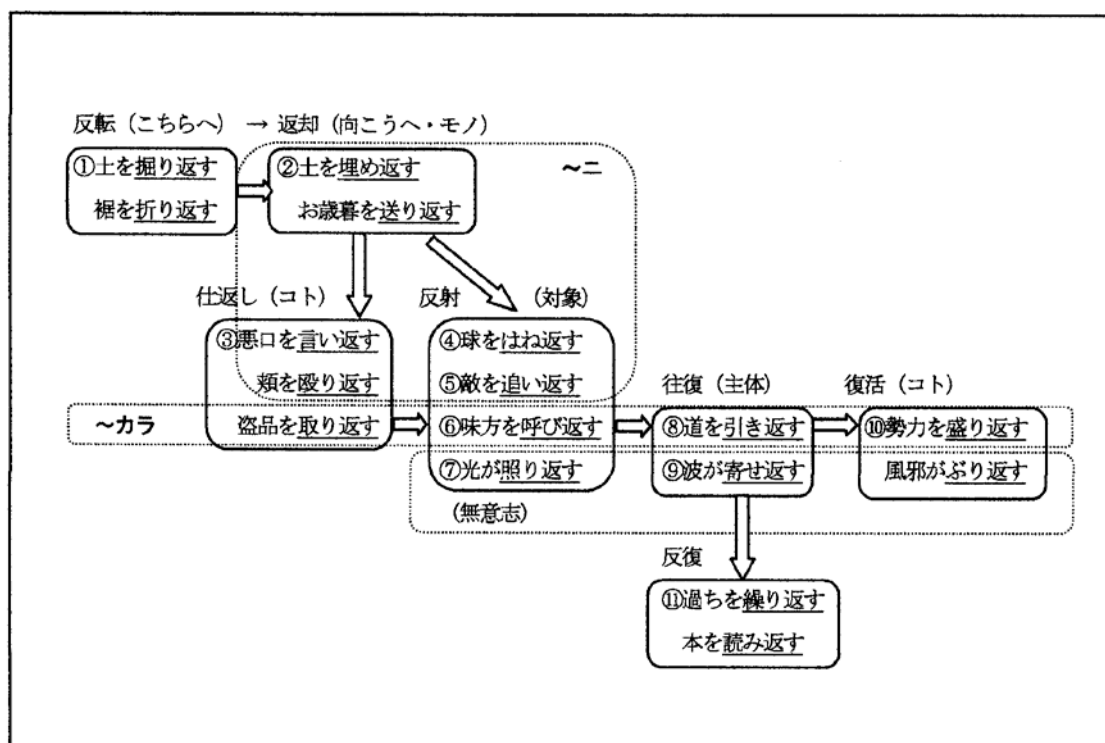 反転（こちらへ） → 返却（向こうへ・モノ）
①土を掘り返す
裾を折り返す
②土を埋め返す
お歳暮を送り返す
～ニ
仕返し（コト）
反射 （対象）
③悪口を言い返す
頬を殴り返す
盗品を取り返す
④球をはね返す
⑤敵を追い返す
⑥味方を呼び返す
⑦光が照り返す
往復（主体）
復活（コト）
～カラ
⑧道を引き返す
⑨波が寄せ返す
⑩勢力を盛り返す
風邪がぶり返す
（無意志）
反復
⑪過ちを繰り返す
本を読み返す